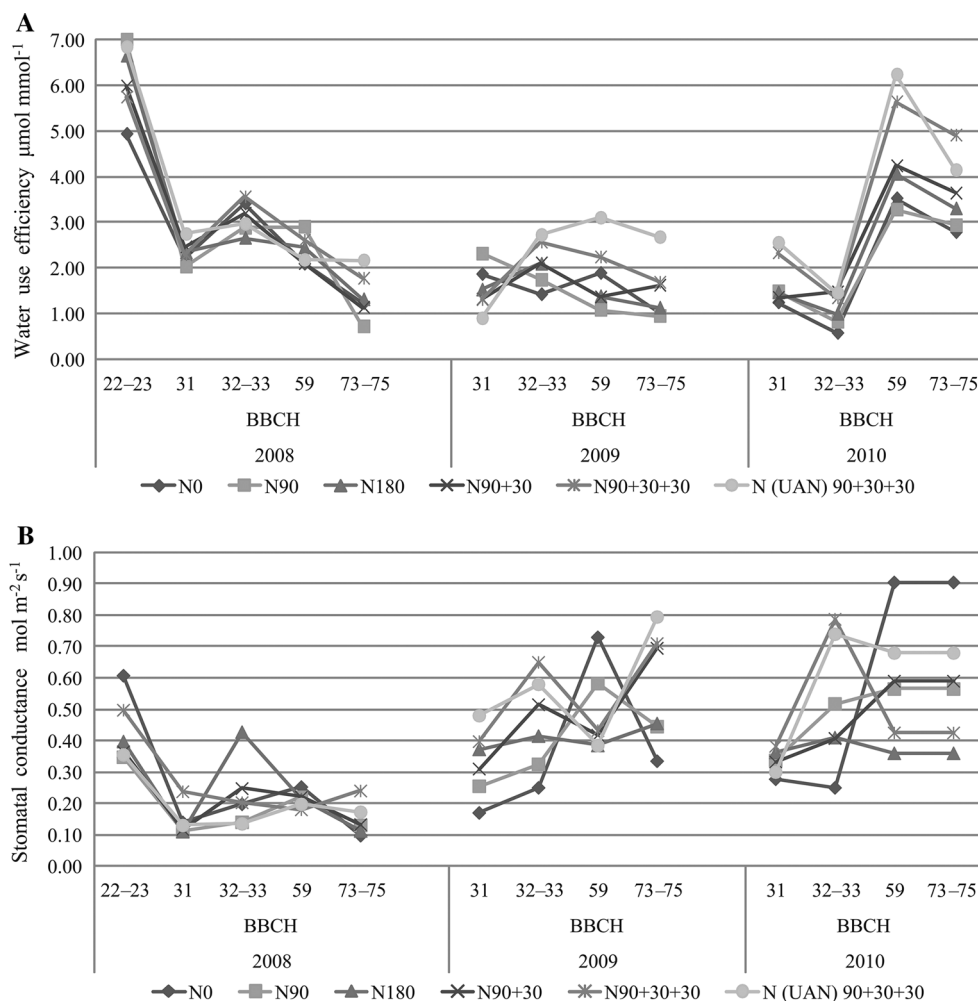 A
Water use efficiency µmol mmol-1
7.00
6.00
5.00
4.00
3.00
2.00
1.00
0.00
22–23 31 32–33 59 73–75 31 32–33 59 73–75 31 32–33 59 73–75
BBCH BBCH BBCH
2008 2009 2010
N0 N90 N180 N90+30 N90+30+30 N (UAN) 90+30+30
B
Stomatal conductance mol m-2 s-1
1.00
0.90
0.80
0.70
0.60
0.50
0.40
0.30
0.20
0.10
0.00
22–23 31 32–33 59 73–75 31 32–33 59 73–75 31 32–33 59 73–75
BBCH BBCH BBCH
2008 2009 2010
N0 N90 N180 N90+30 N90+30+30 N (UAN) 90+30+30